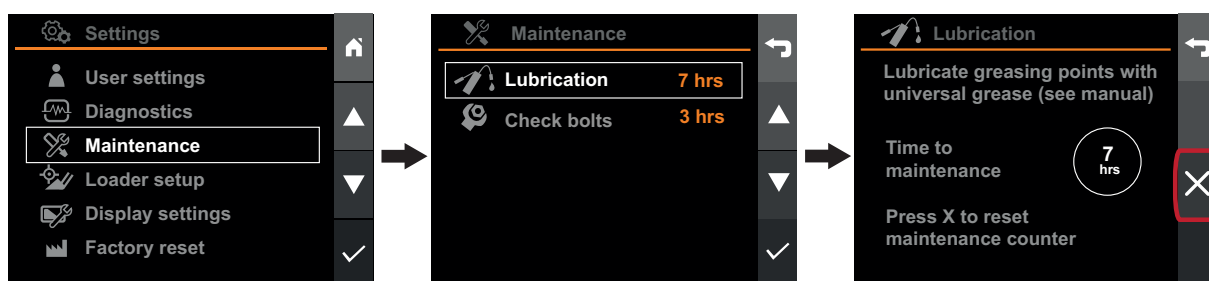 Settings
User settings
Diagnostics
Maintenance
Loader setup
Display settings
Factory reset
Maintenance
Lubrication 7 hrs
Check bolts 3 hrs
Lubrication
Lubricate greasing points with
universal grease (see manual)
Time to
maintenance
7
hrs
Press X to reset
maintenance counter